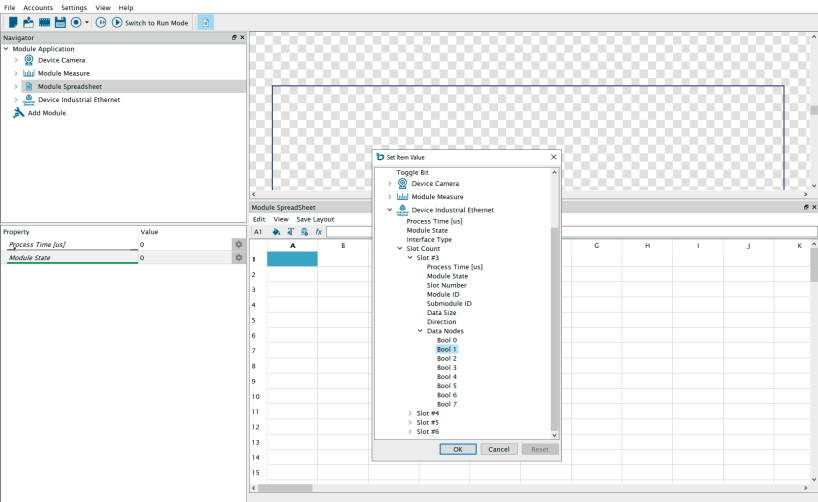 File Accounts Settings View Help
Switch to Run Mode
Navigator
Module Application
Device Camera
Module Measure
Module Spreadsheet
Device Industrial Ethernet
Add Module
Property Value
Process Time [us] 0
Module State 0
Module SpreadSheet
Edit View Save Layout
A1 fx
A B G H I J K
1
2
3
4
5
6
7
8
9
10
11
12
13
14
15
Set Item Value
Toggle Bit
Device Camera
Module Measure
Device Industrial Ethernet
Process Time [us]
Module State
Interface Type
Slot Count
Slot #3
Process Time [us]
Module State
Slot Number
Module ID
Submodule ID
Data Size
Direction
Data Nodes
Bool 0
Bool 1
Bool 2
Bool 3
Bool 4
Bool 5
Bool 6
Bool 7
Slot #4
Slot #5
Slot #6
OK Cancel Reset